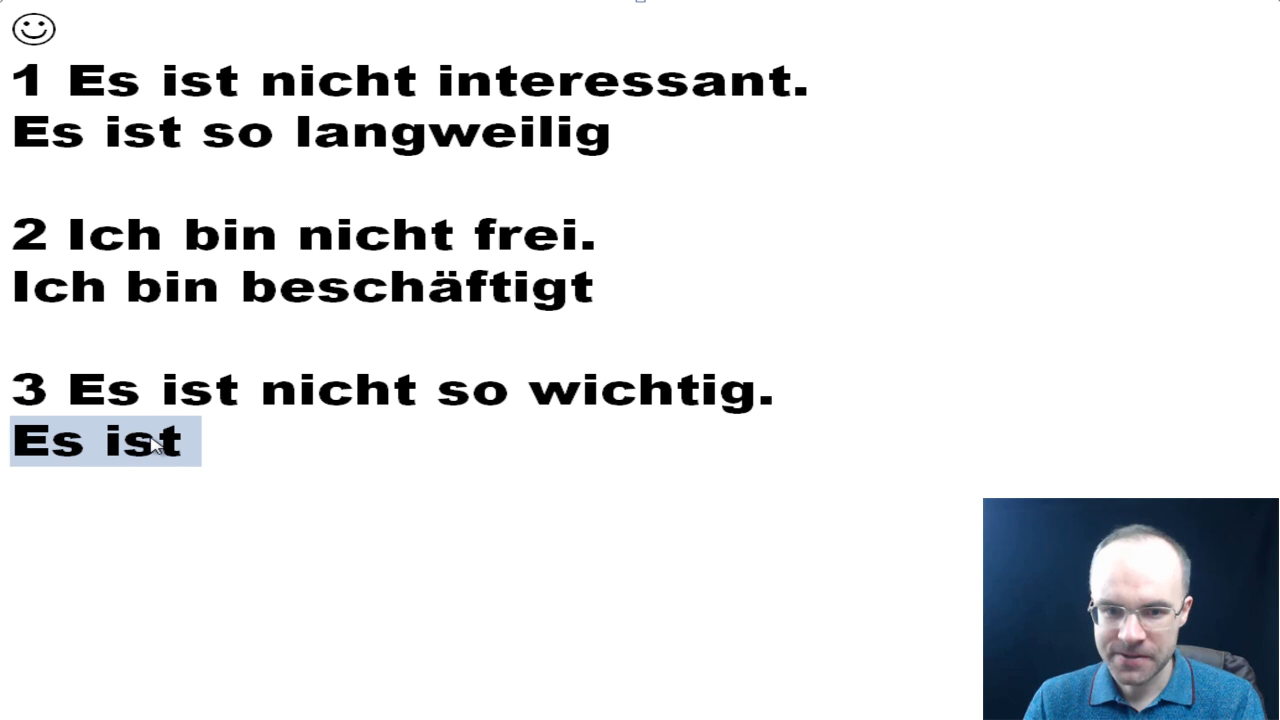 1 Es ist nicht interessant.
Es ist so langweilig
2 Ich bin nicht frei.
Ich bin beschäftigt
3 Es ist nicht so wichtig.
Es ist